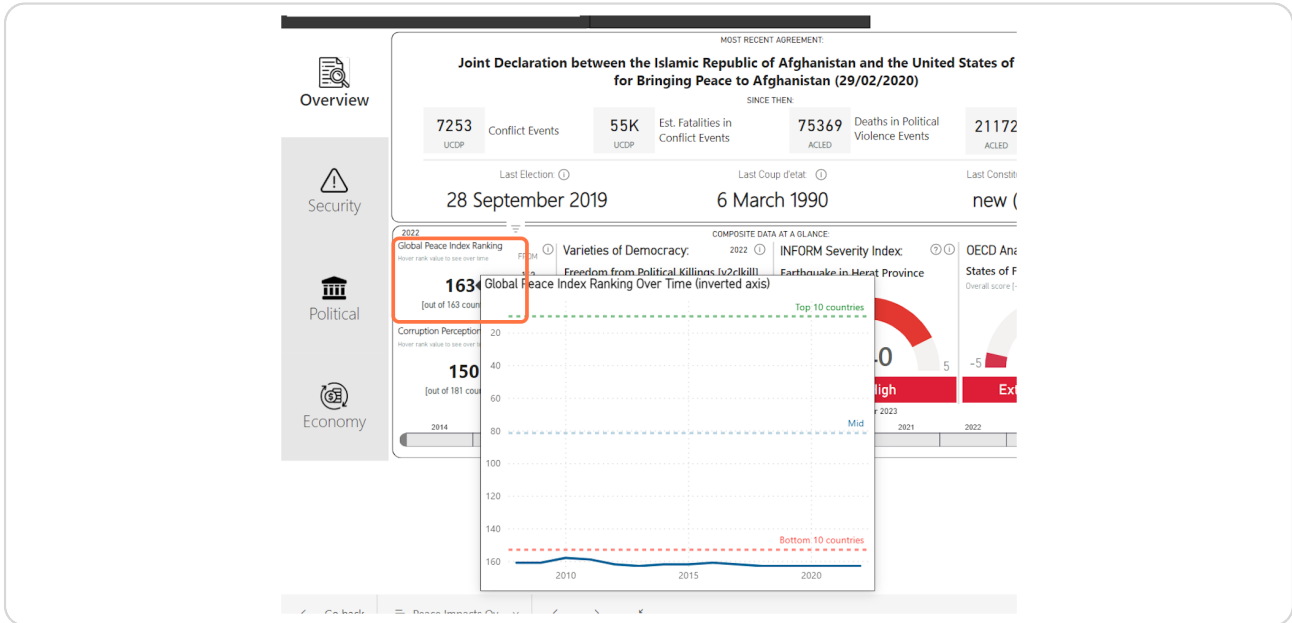 Overview
Security
Political
Economy
MOST RECENT AGREEMENT:
Joint Declaration between the Islamic Republic of Afghanistan and the United States of
for Bringing Peace to Afghanistan (29/02/2020)
SINCE THEN:
7253
UCDP
Conflict Events
55K
UCDP
Est. Fatalities in
Conflict Events
75369
ACLED
Deaths in Political
Violence Events
21172
ACLED
Last Election:
28 September 2019
Last Coup d'etat:
6 March 1990
Last
new (
2022
COMPOSITE DATA AT A GLANCE:
Global Peace Index Ranking
Hover rank value to see over time
163
[out of 163
Corruption
Hover rank value to see over
150
[out of 181
Varieties of Democracy:
2022
Freedom from Political Killings [v2clkill]
INFORM Severity Index:
Earthquake in Herat Province
5
2023
OECD
States of
Overall score
-5
2014
2021
2022
Global Peace Index Ranking Over Time (inverted axis)
Top 10 countries
20
40
60
Mid
80
100
120
140
Bottom 10 countries
160
2010
2015
2020